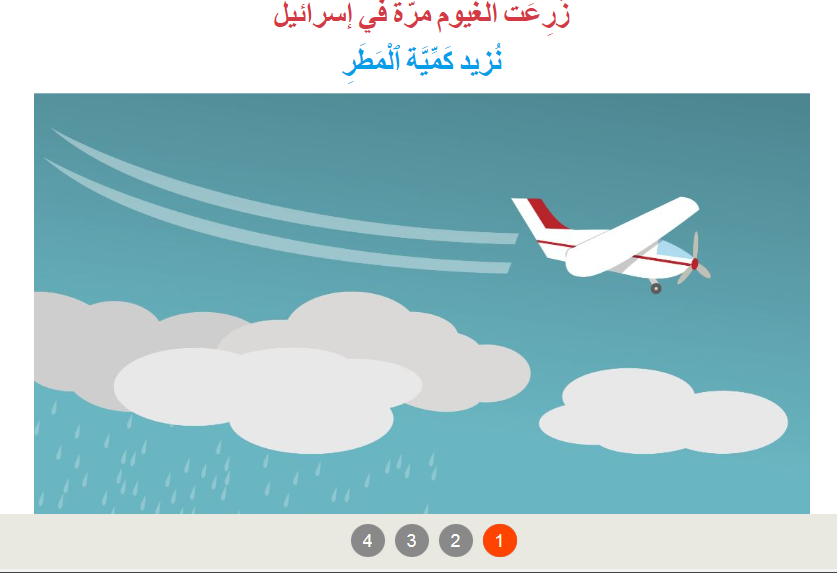 زُرِعَت الغيوم مرّة في إسرائيل
نُزيد كَمِّيَّة ٱلْمَطَرِ
4 3 2 1